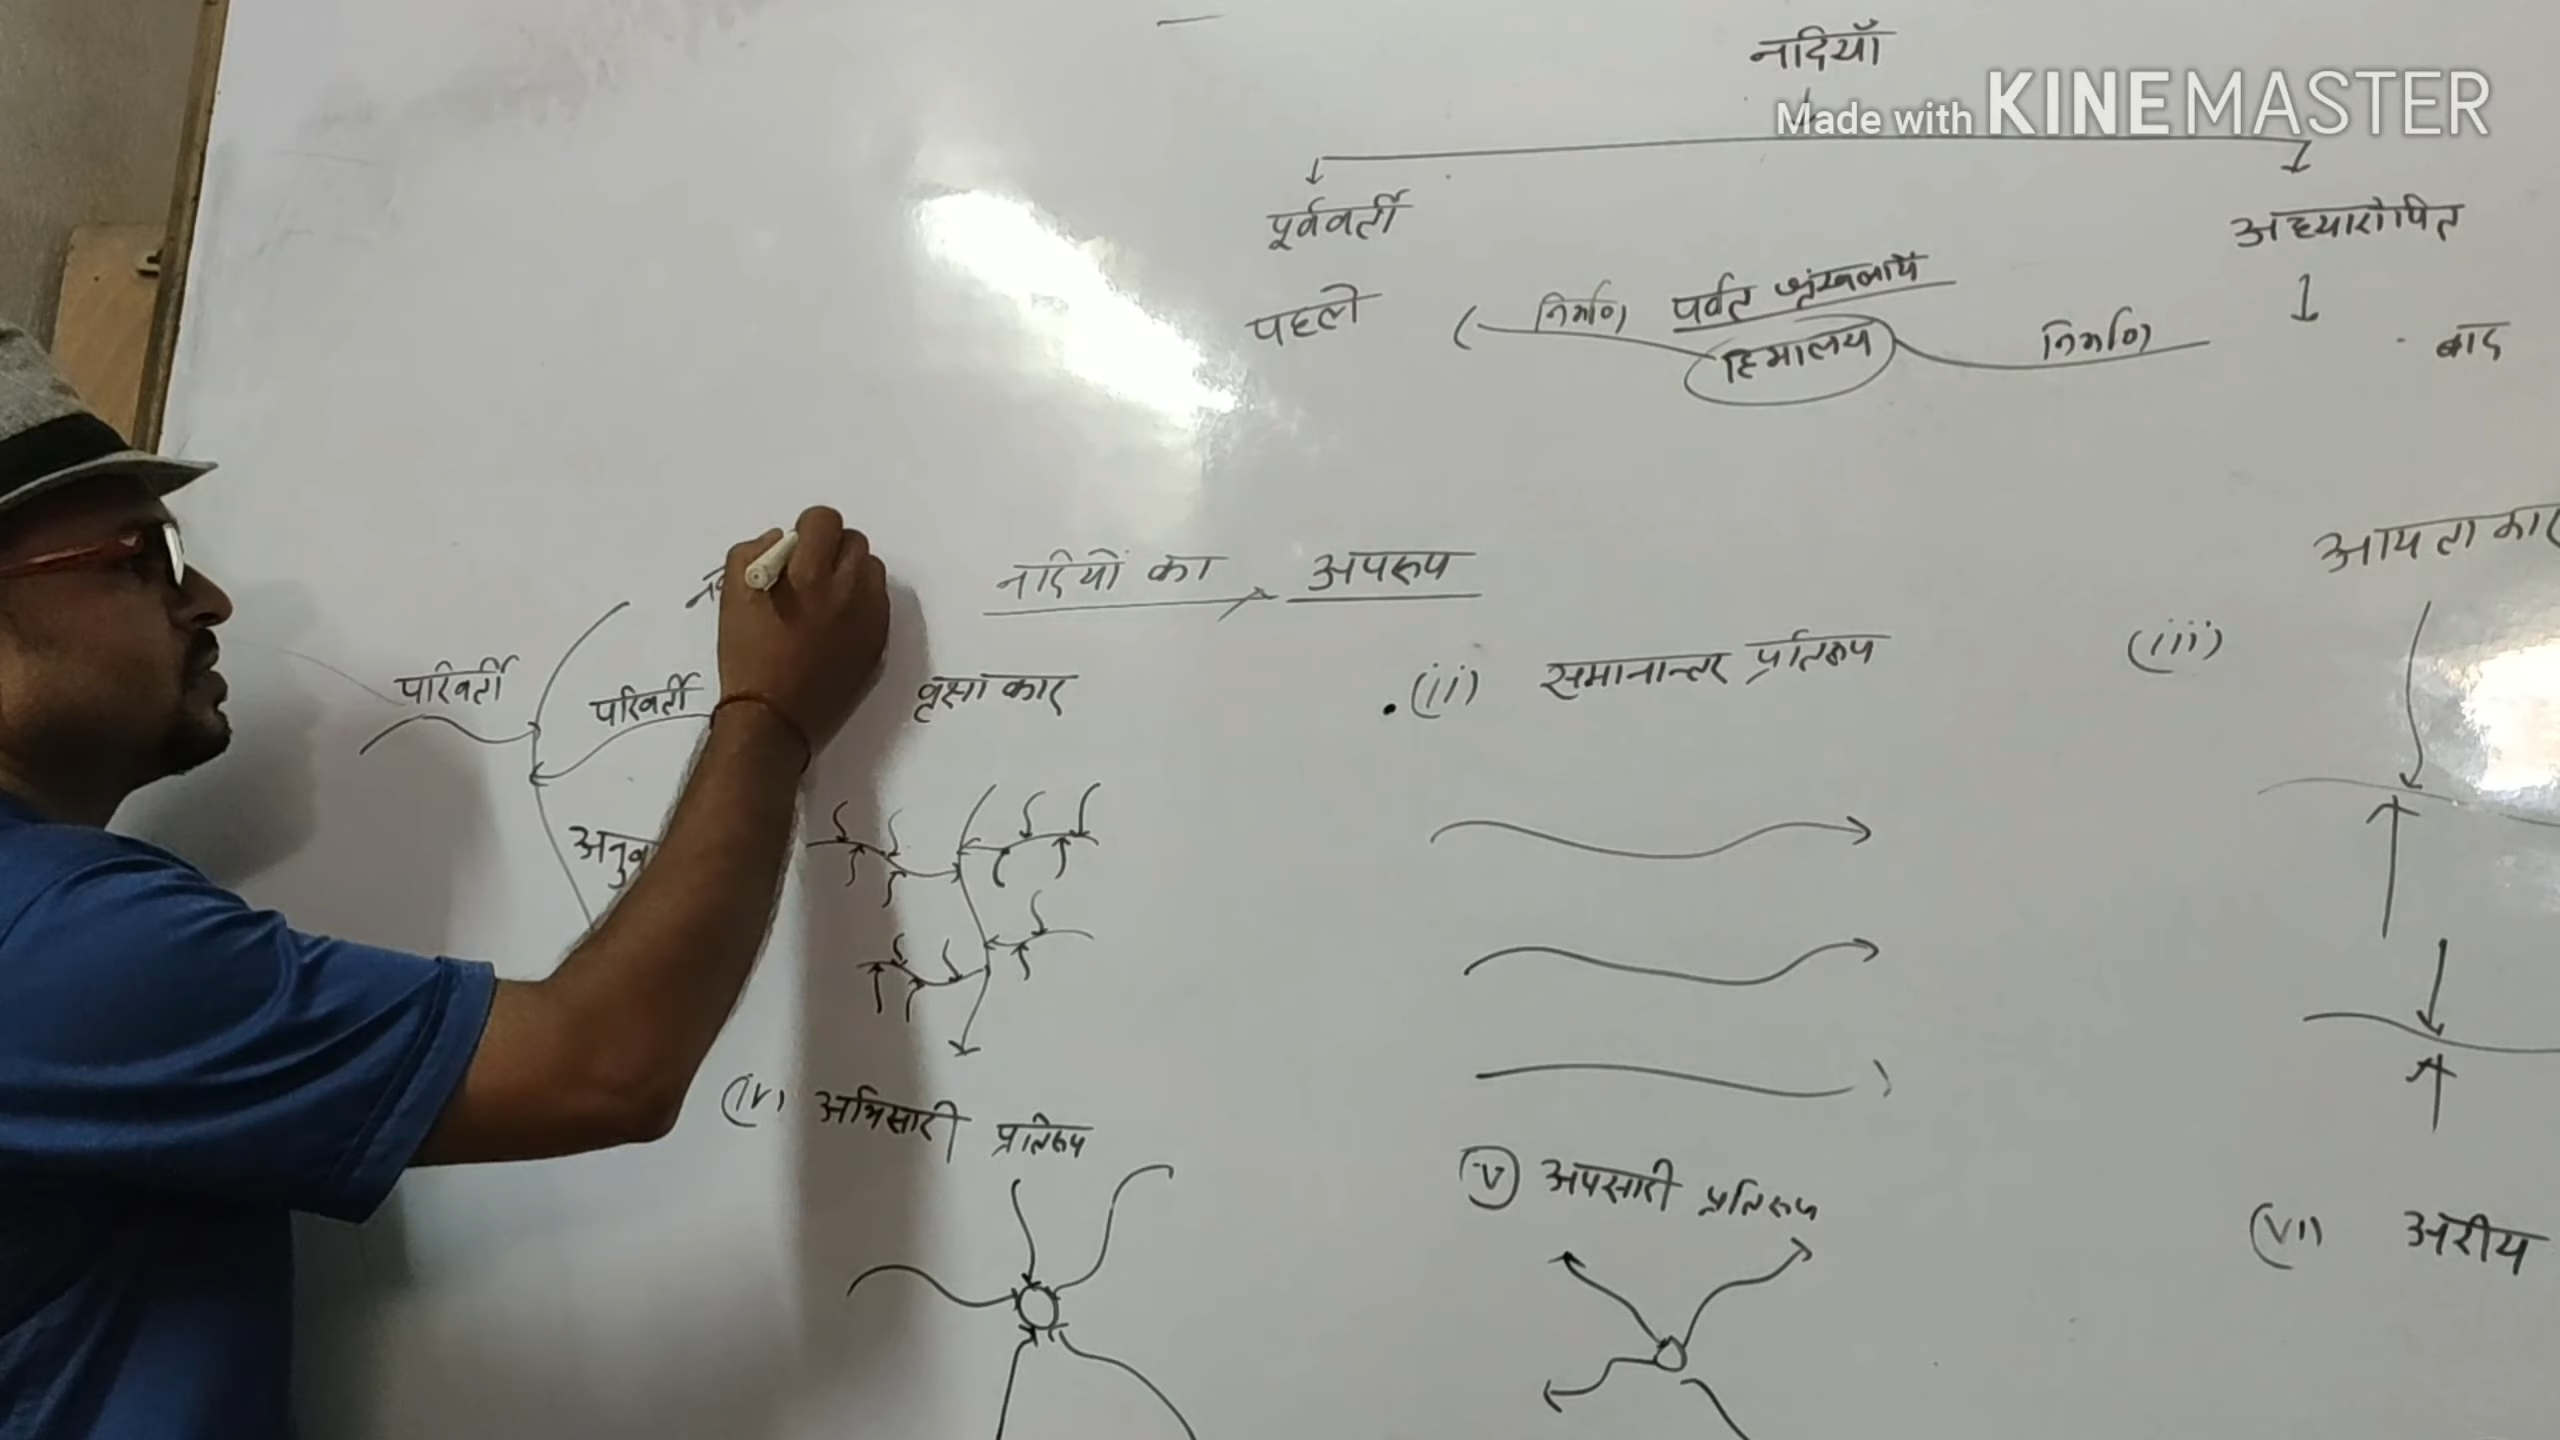 नदियाँ
Made with KINEMASTER
पूर्ववर्ती
अध्यारोपित
पहले
निर्माण
पर्वत श्रृंखलायें
हिमालय
निर्माण
बाद
नदियों का अपरूप
आयताकार
परिवर्ती
परिवर्ती
वृक्षाकार
(ii) समानान्तर प्रतिरूप
(iii)
(iv) अभिसारी प्रतिरूप
(v) अपसारी प्रतिरूप
(vi) अरीय